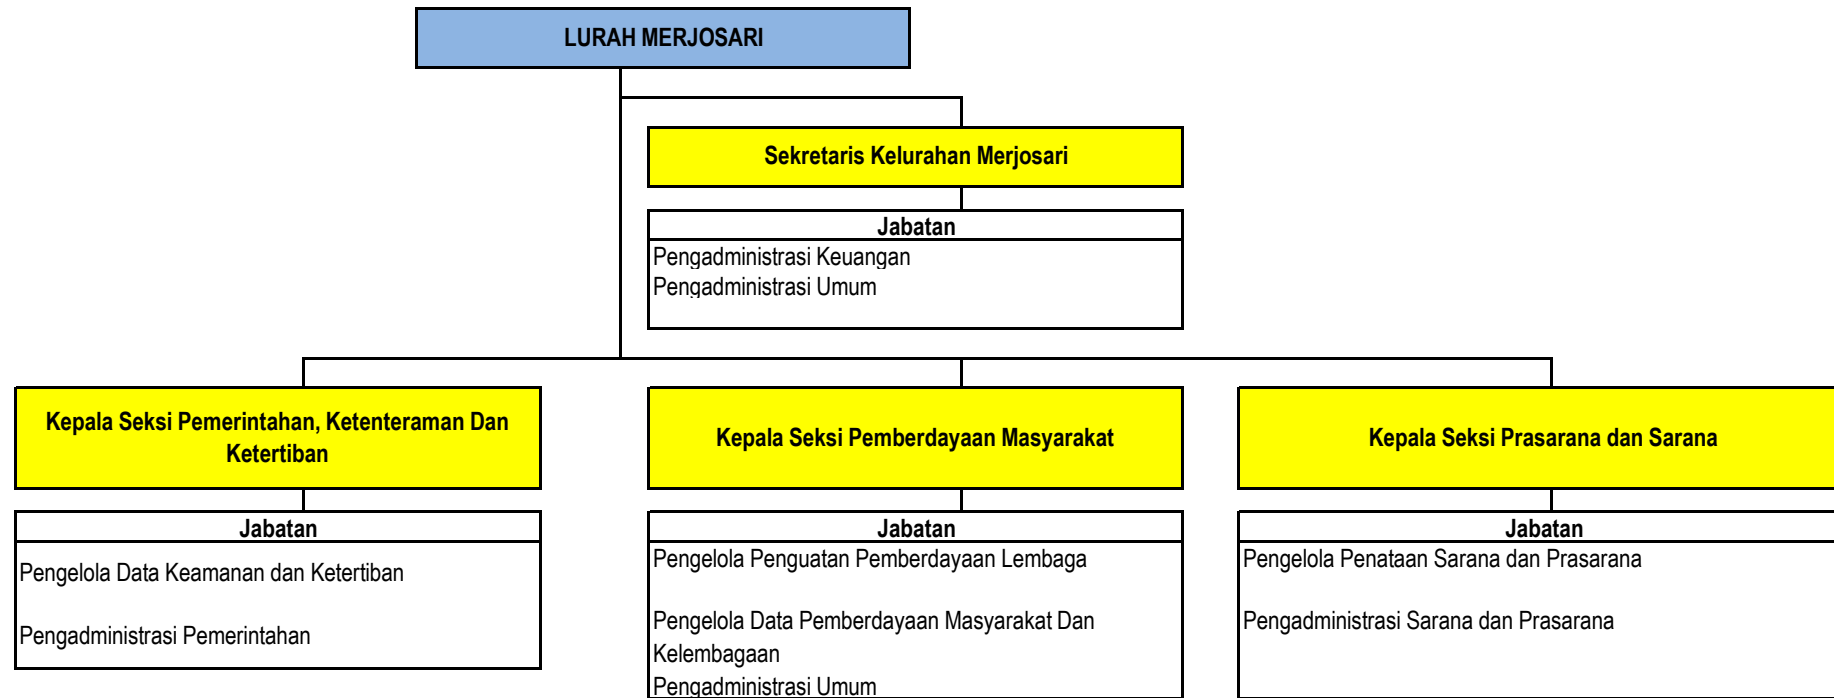 LURAH MERJOSARI
Sekretaris Kelurahan Merjosari
Jabatan
Pengadministrasi Keuangan
Pengadministrasi Umum
Kepala Seksi Pemerintahan, Ketenteraman Dan
Ketertiban
Jabatan
Pengelola Data Keamanan dan Ketertiban
Pengadministrasi Pemerintahan
Kepala Seksi Pemberdayaan Masyarakat
Jabatan
Pengelola Penguatan Pemberdayaan Lembaga
Pengelola Data Pemberdayaan Masyarakat Dan
Kelembagaan
Pengadministrasi Umum
Kepala Seksi Prasarana dan Sarana
Jabatan
Pengelola Penataan Sarana dan Prasarana
Pengadministrasi Sarana dan Prasarana